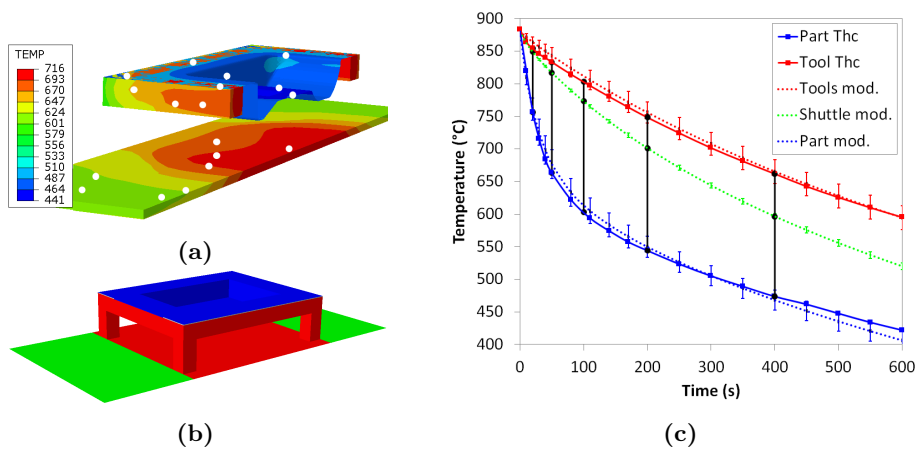 TEMP
716
693
670
647
624
601
579
556
533
510
487
464
441
(a)
(b)
900
850
800
750
700
650
600
550
500
450
400
Temperature (°C)
0 100 200 300 400 500 600
Time (s)
Part Thc
Tool Thc
Tools mod.
Shuttle mod.
Part mod.
(c)